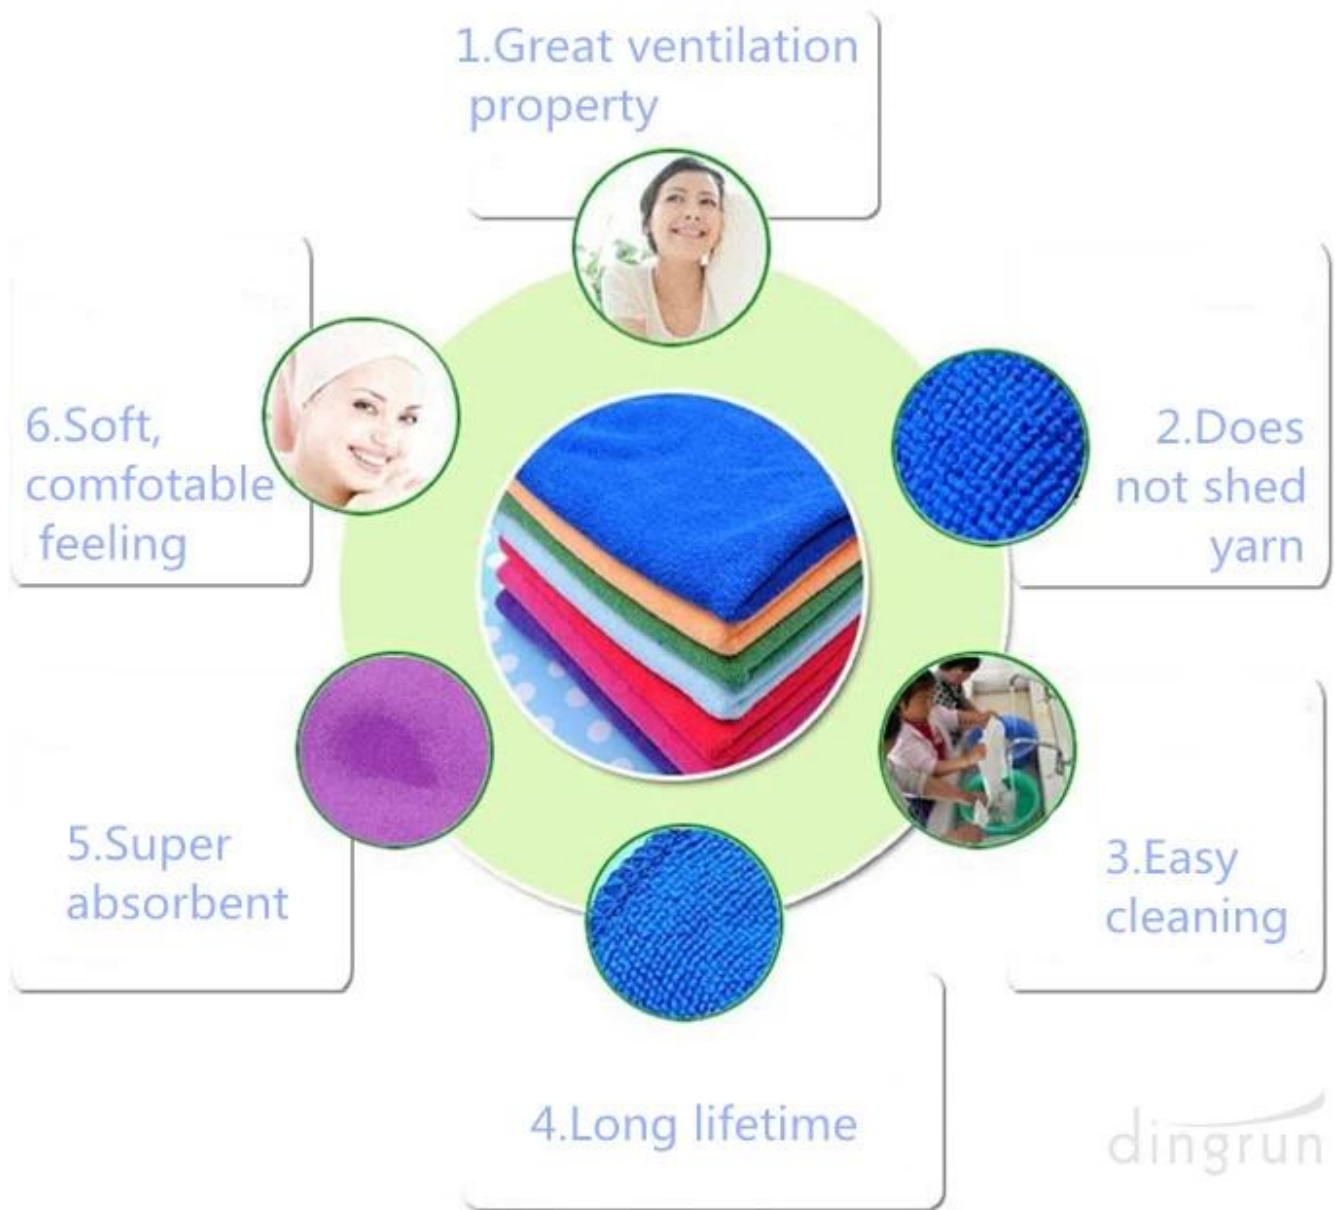 1.Great ventilation
property
2.Does
not shed
yarn
3.Easy
cleaning
4.Long lifetime
5.Super
absorbent
6.Soft,
comfotable
feeling
dingrun